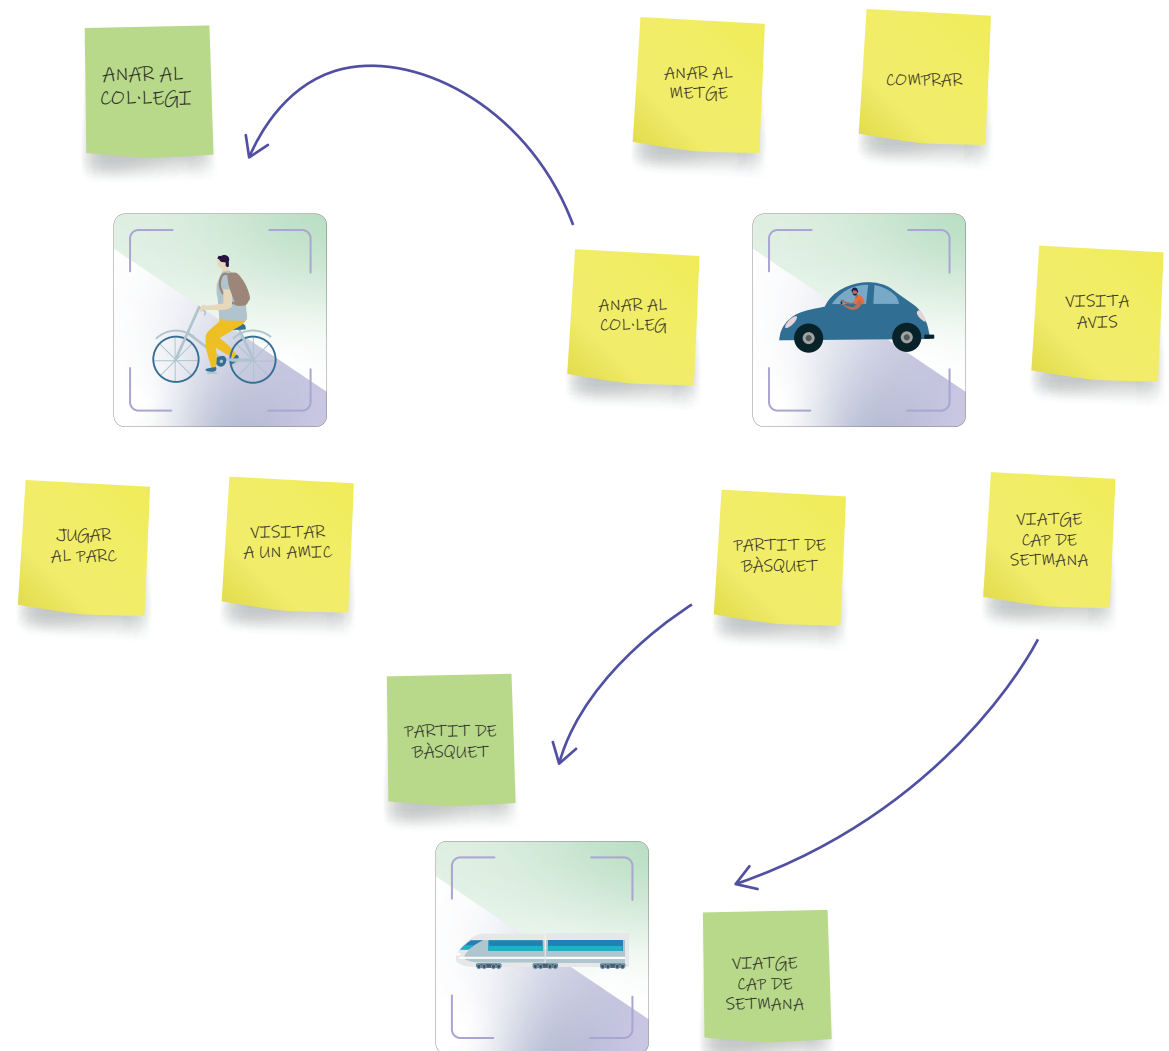 ANAR AL
COL·LEGI
ANAR AL
METGE
COMPRAR
ANAR AL
COL·LEG
VISITA
AVIS
JUGAR
AL PARC
VISITAR
A UN AMIC
PARTIT DE
BÀSQUET
VIATGE
CAP DE
SETMANA
PARTIT DE
BÀSQUET
VIATGE
CAP DE
SETMANA